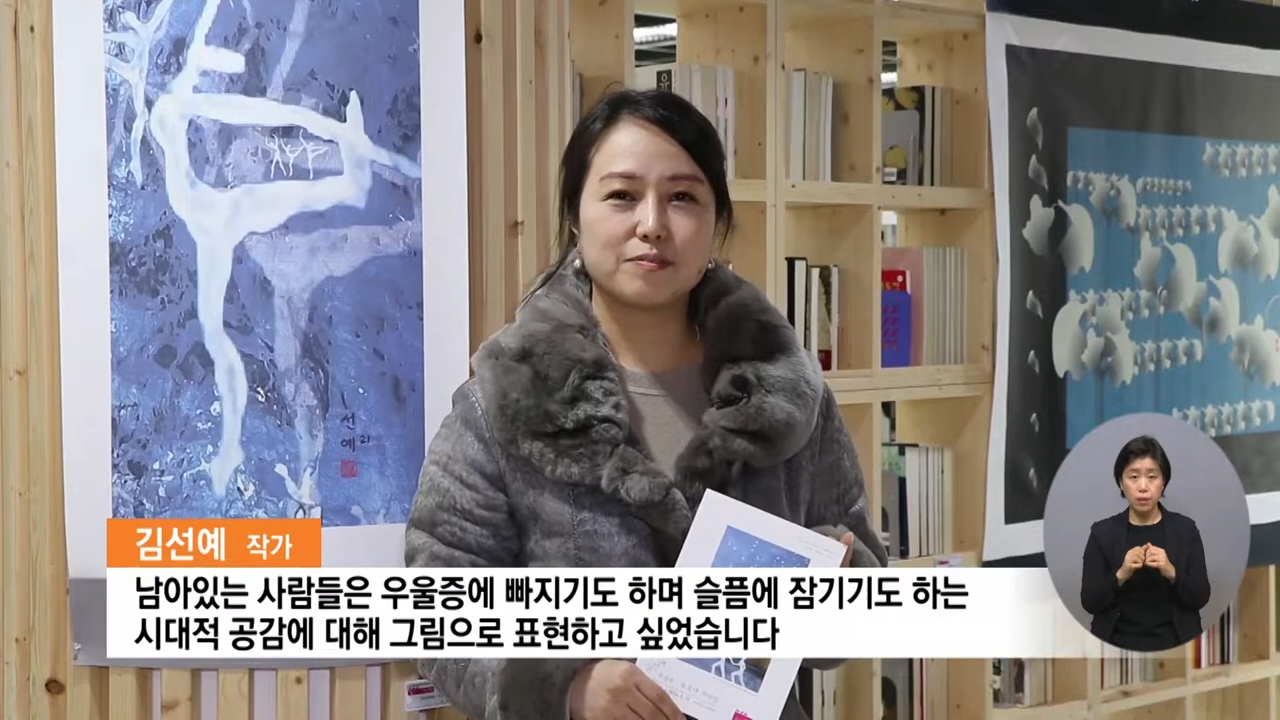 유
선예
21
김선예 작가
남아있는 사람들은 우울증에 빠지기도 하며 슬픔에 잠기기도 하는
시대적 공감에 대해 그림으로 표현하고 싶었습니다